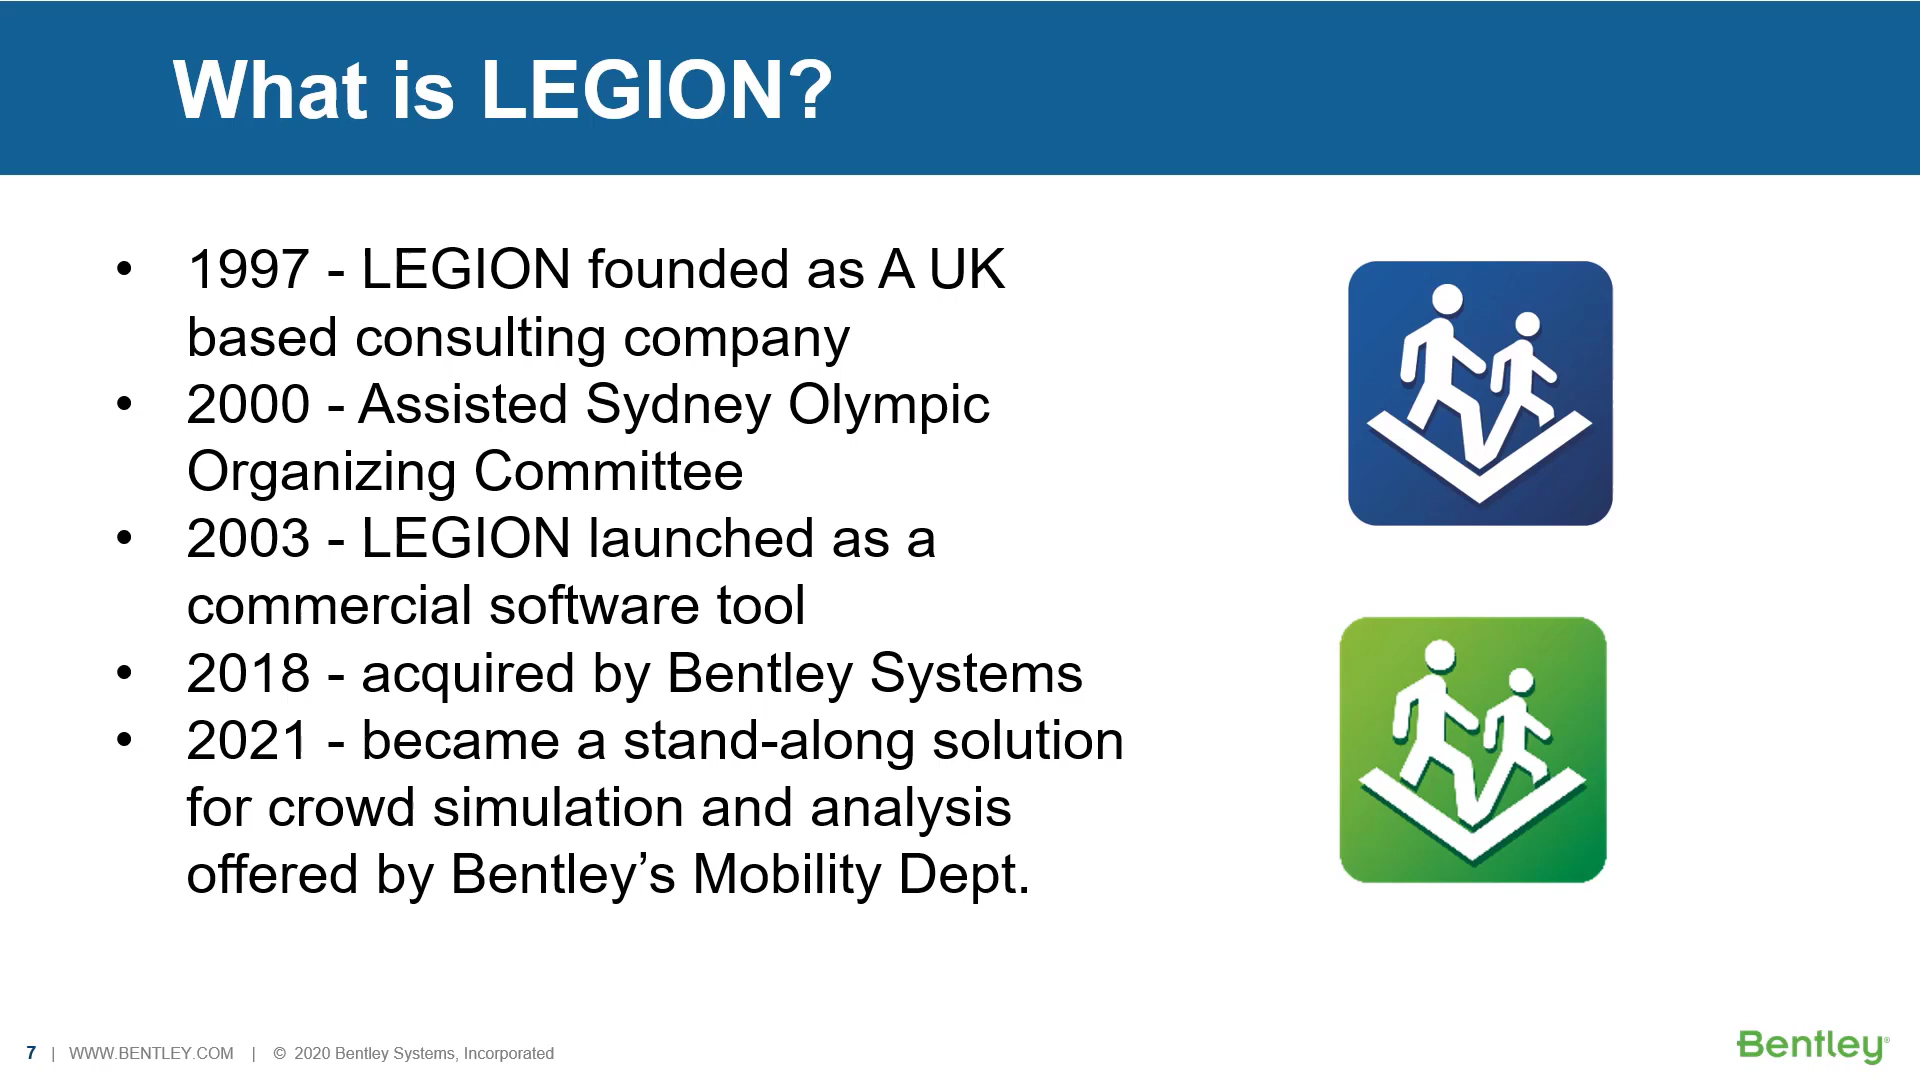 What is LEGION?
• 1997 - LEGION founded as A UK
based consulting company
• 2000 - Assisted Sydney Olympic
Organizing Committee
• 2003 - LEGION launched as a
commercial software tool
• 2018 - acquired by Bentley Systems
• 2021 - became a stand-along solution
for crowd simulation and analysis
offered by Bentley’s Mobility Dept.
7 | WWW.BENTLEY.COM | © 2020 Bentley Systems, Incorporated
Bentley®